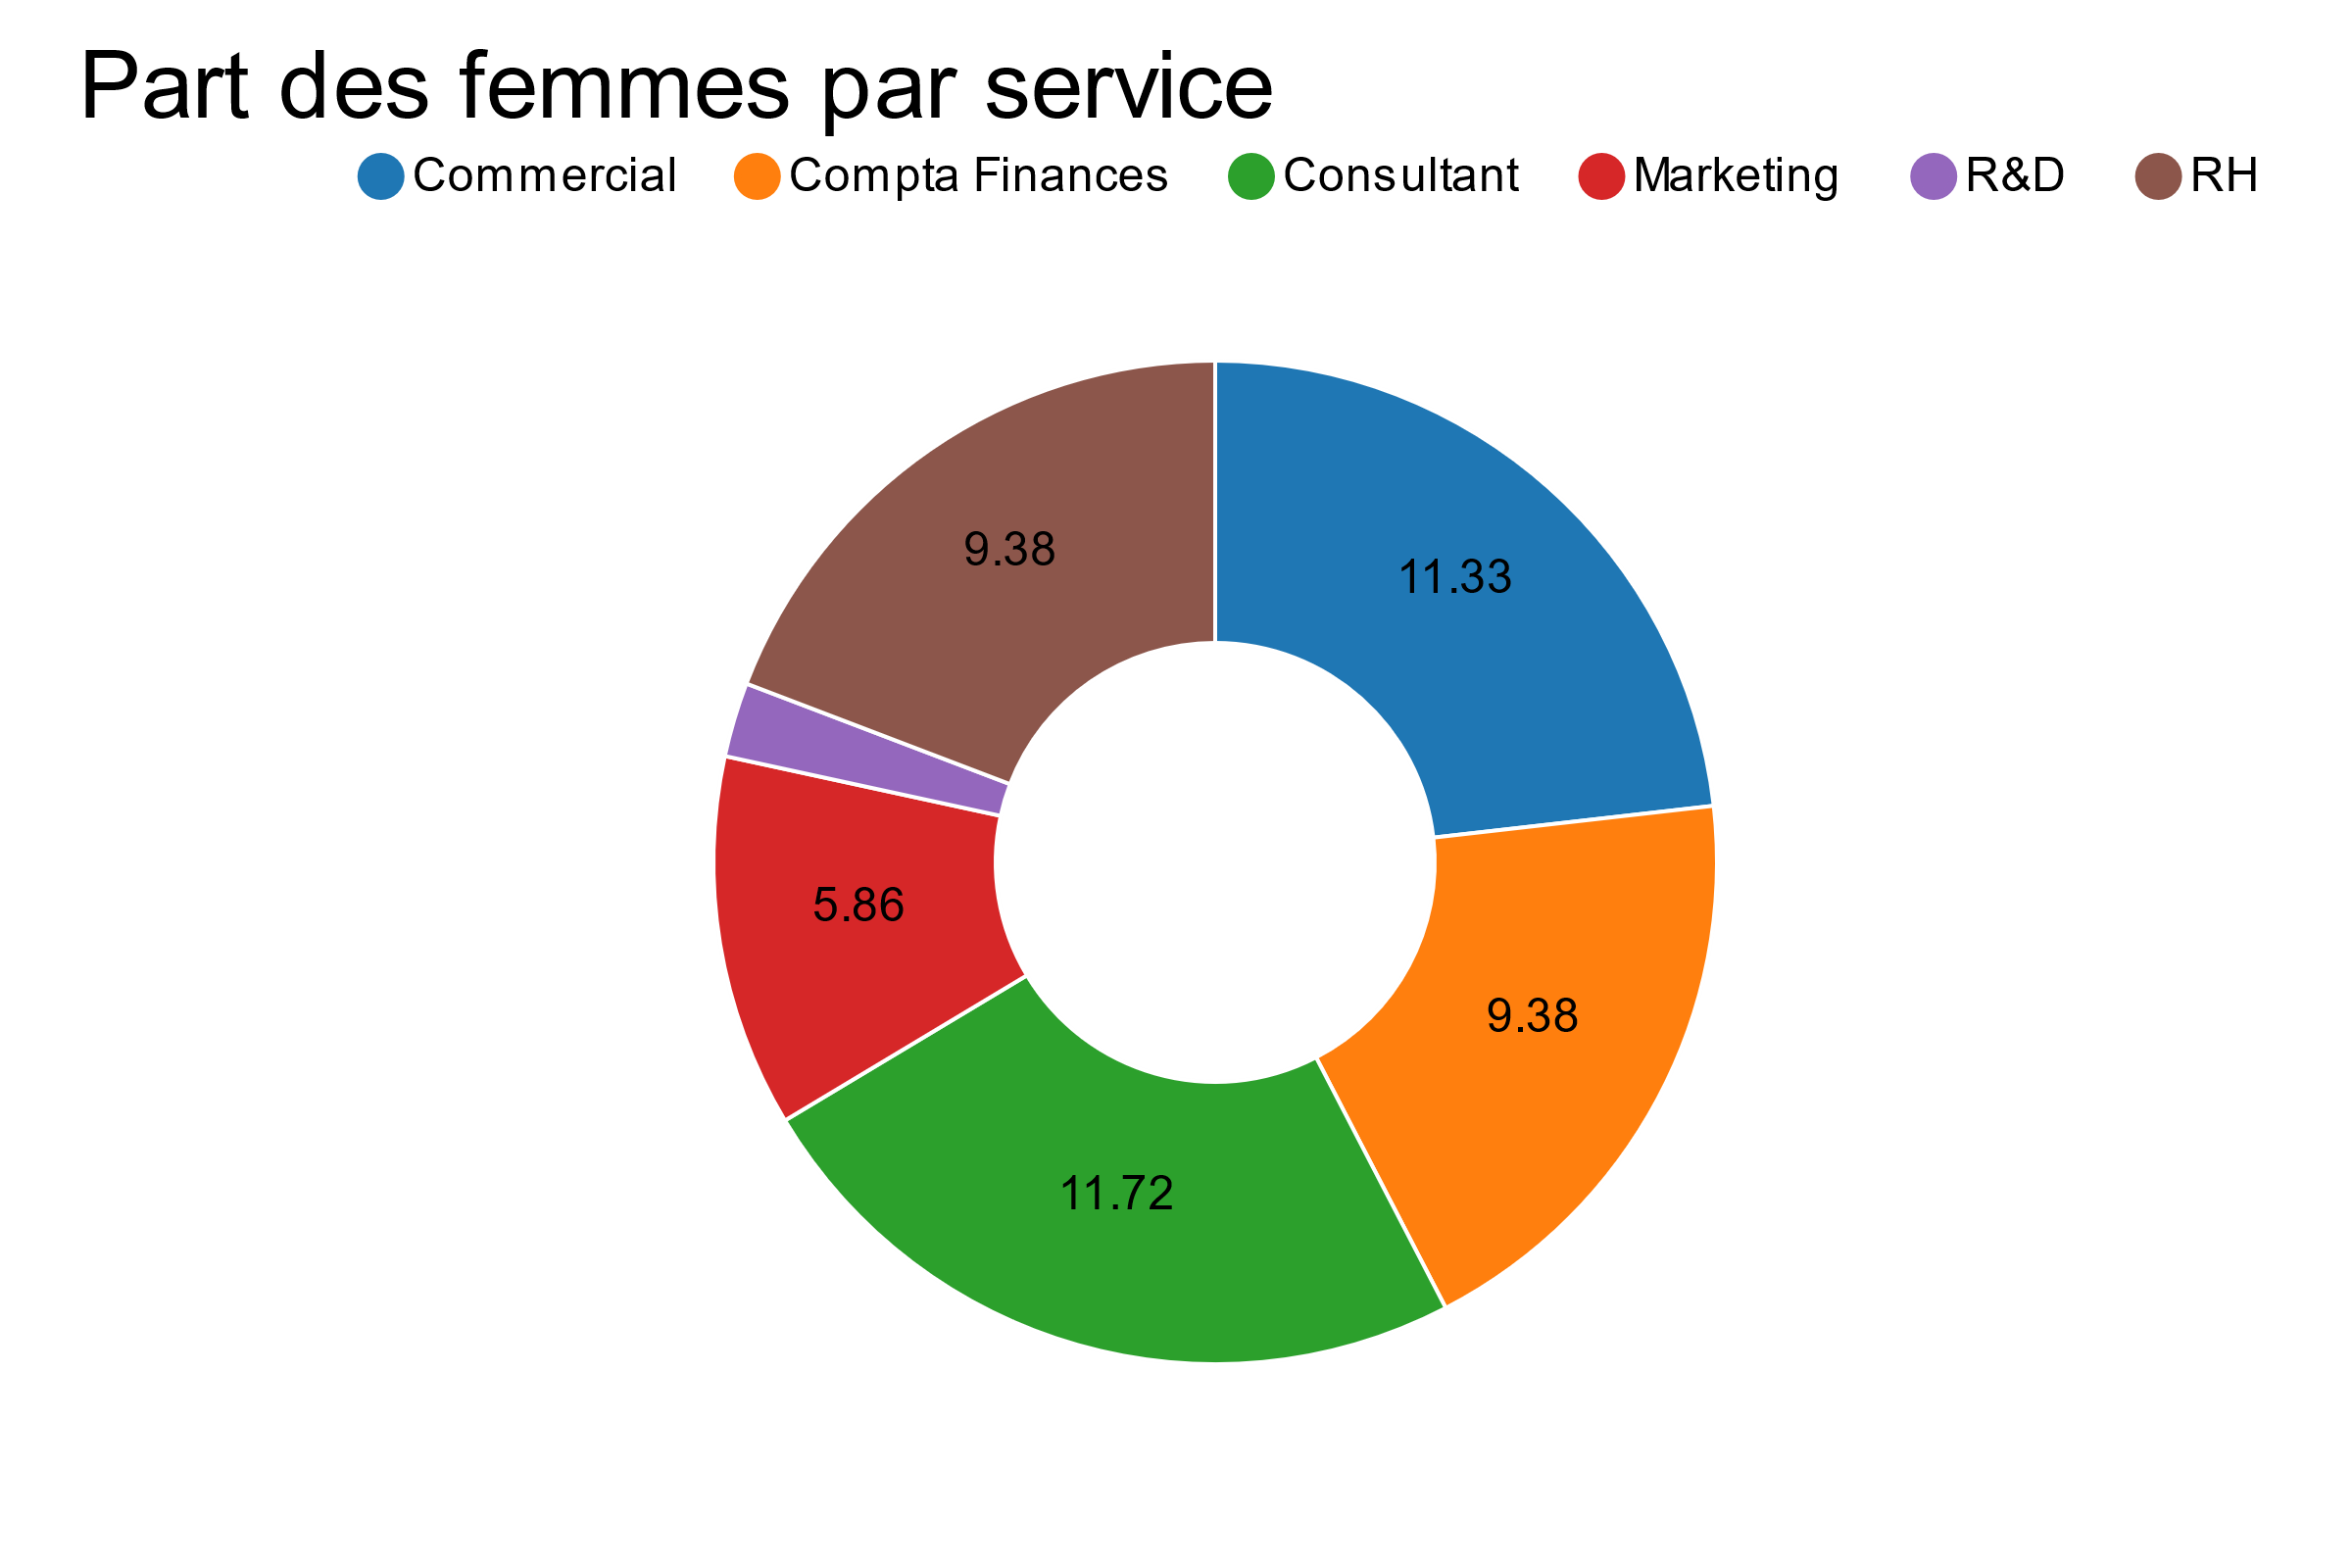 Part des femmes par service
Commercial Compta Finances Consultant Marketing R&D RH
9.38
11.33
5.86
9.38
11.72